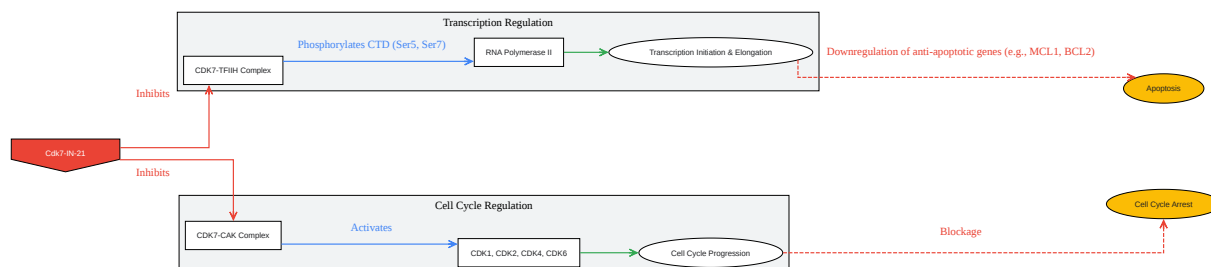 Transcription Regulation
Phosphorylates CTD (Ser5, Ser7)
RNA Polymerase II
Transcription Initiation & Elongation
Downregulation of anti-apoptotic genes (e.g., MCL1, BCL2)
CDK7-TFIIH Complex
Apoptosis
Inhibits
Cdk7-IN-21
Inhibits
Cell Cycle Regulation
Cell Cycle Arrest
CDK7-CAK Complex
Activates
Blockage
CDK1, CDK2, CDK4, CDK6
Cell Cycle Progression